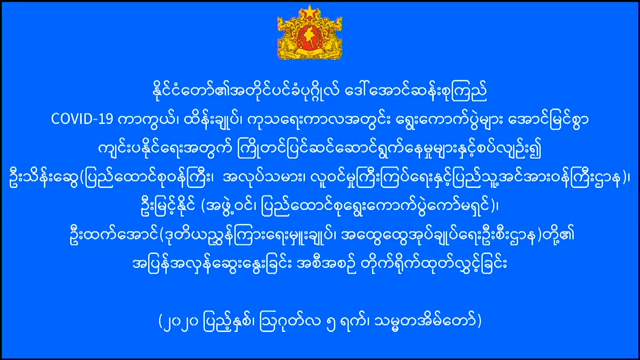 နိုင်ငံတော်၏အတိုင်ပင်ခံပုဂ္ဂိုလ် ဒေါ်အောင်ဆန်းစုကြည်
COVID-19 ကာကွယ်၊ ထိန်းချုပ်၊ ကုသရေးကာလအတွင်း ရွေးကောက်ပွဲများ အောင်မြင်စွာ
ကျင်းပနိုင်ရေးအတွက် ကြိုတင်ပြင်ဆင်ဆောင်ရွက်နေမှုများနှင့်စပ်လျဉ်း၍
ဦးသိန်းဆွေ(ပြည်ထောင်စုဝန်ကြီး၊ အလုပ်သမား၊ လူဝင်မှုကြီးကြပ်ရေးနှင့်ပြည်သူ့အင်အားဝန်ကြီးဌာန)၊
ဦးမြင့်နိုင် (အဖွဲ့ဝင်၊ ပြည်ထောင်စုရွေးကောက်ပွဲကော်မရှင်)၊
ဦးထက်အောင်(ဒုတိယညွှန်ကြားရေးမှူးချုပ်၊ အထွေထွေအုပ်ချုပ်ရေးဦးစီးဌာန)တို့၏
အပြန်အလှန်ဆွေးနွေးခြင်း အစီအစဉ် တိုက်ရိုက်ထုတ်လွှင့်ခြင်း
(၂၀၂၀ ပြည့်နှစ်၊ ဩဂုတ်လ ၅ ရက်၊ သမ္မတအိမ်တော်)